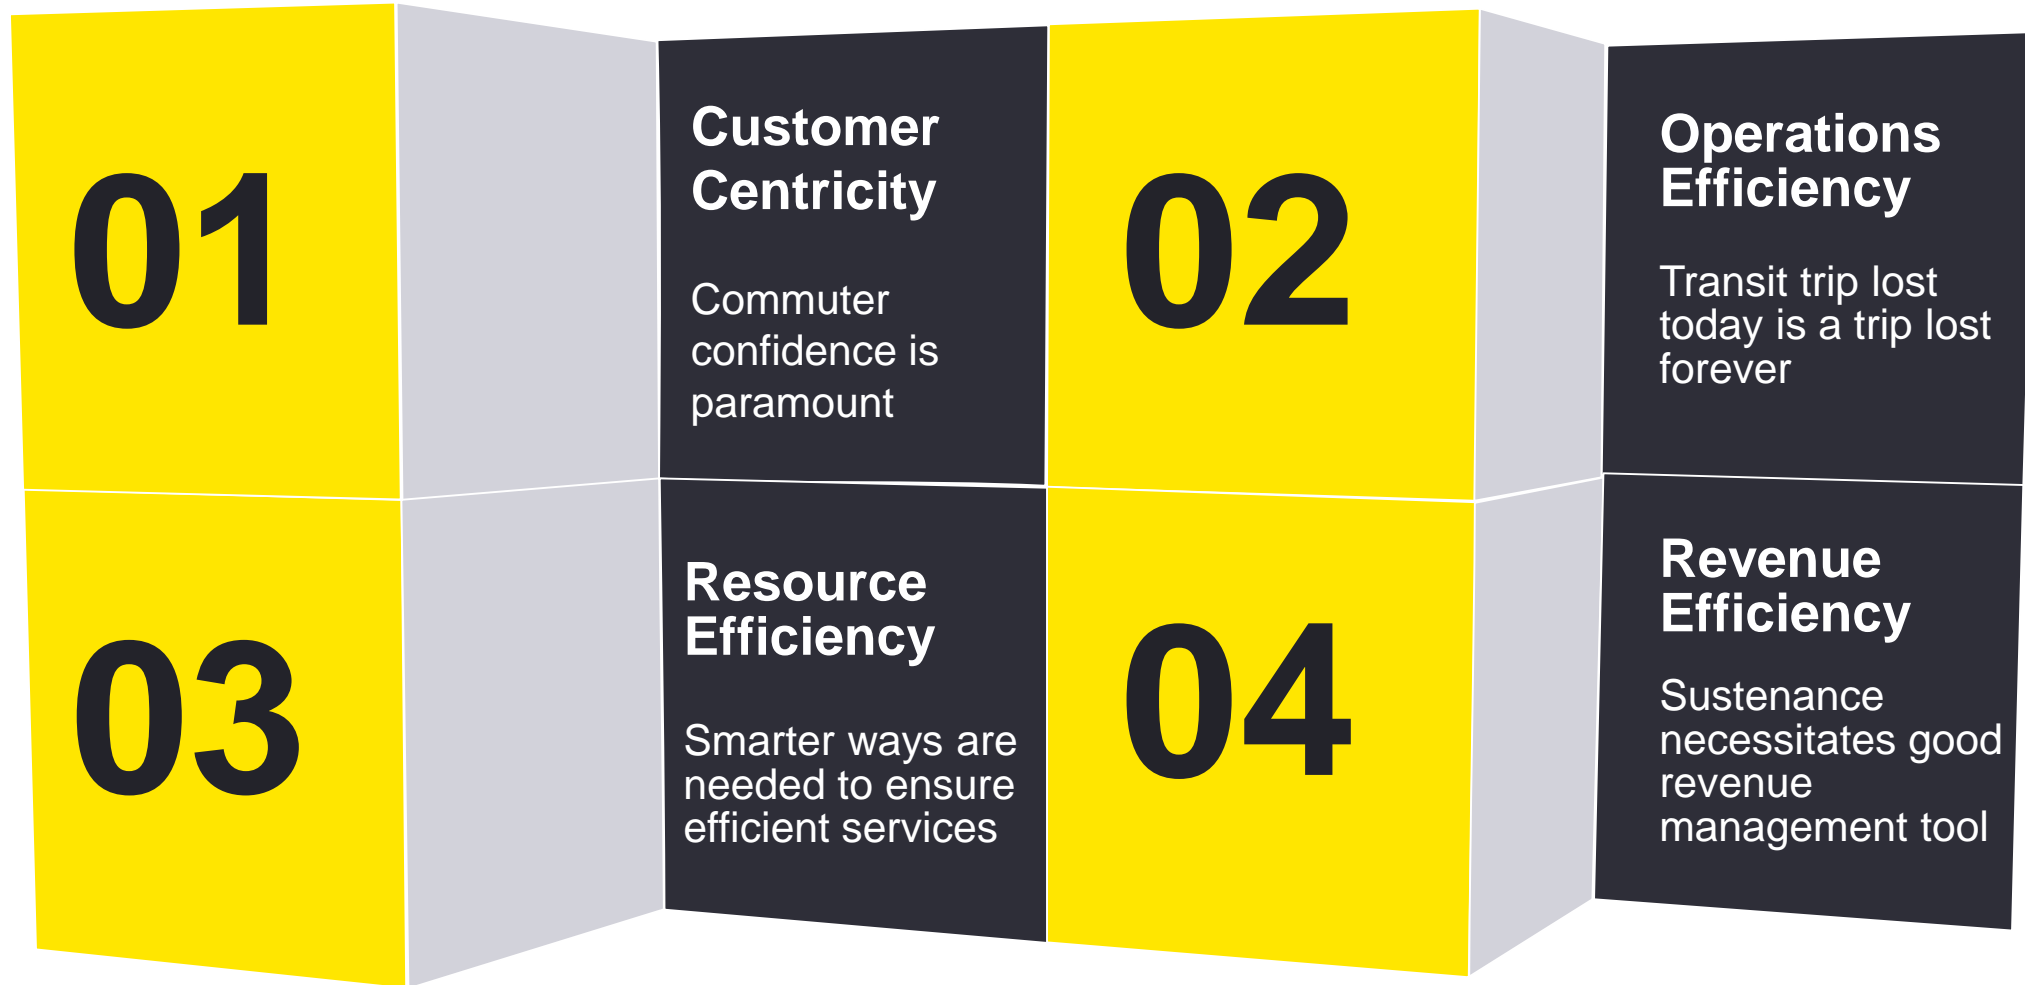 01
Customer
Centricity
Commuter
confidence is
paramount
02
Operations
Efficiency
Transit trip lost
today is a trip lost
forever
03
Resource
Efficiency
Smarter ways are
needed to ensure
efficient services
04
Revenue
Efficiency
Sustenance
necessitates good
revenue
management tool